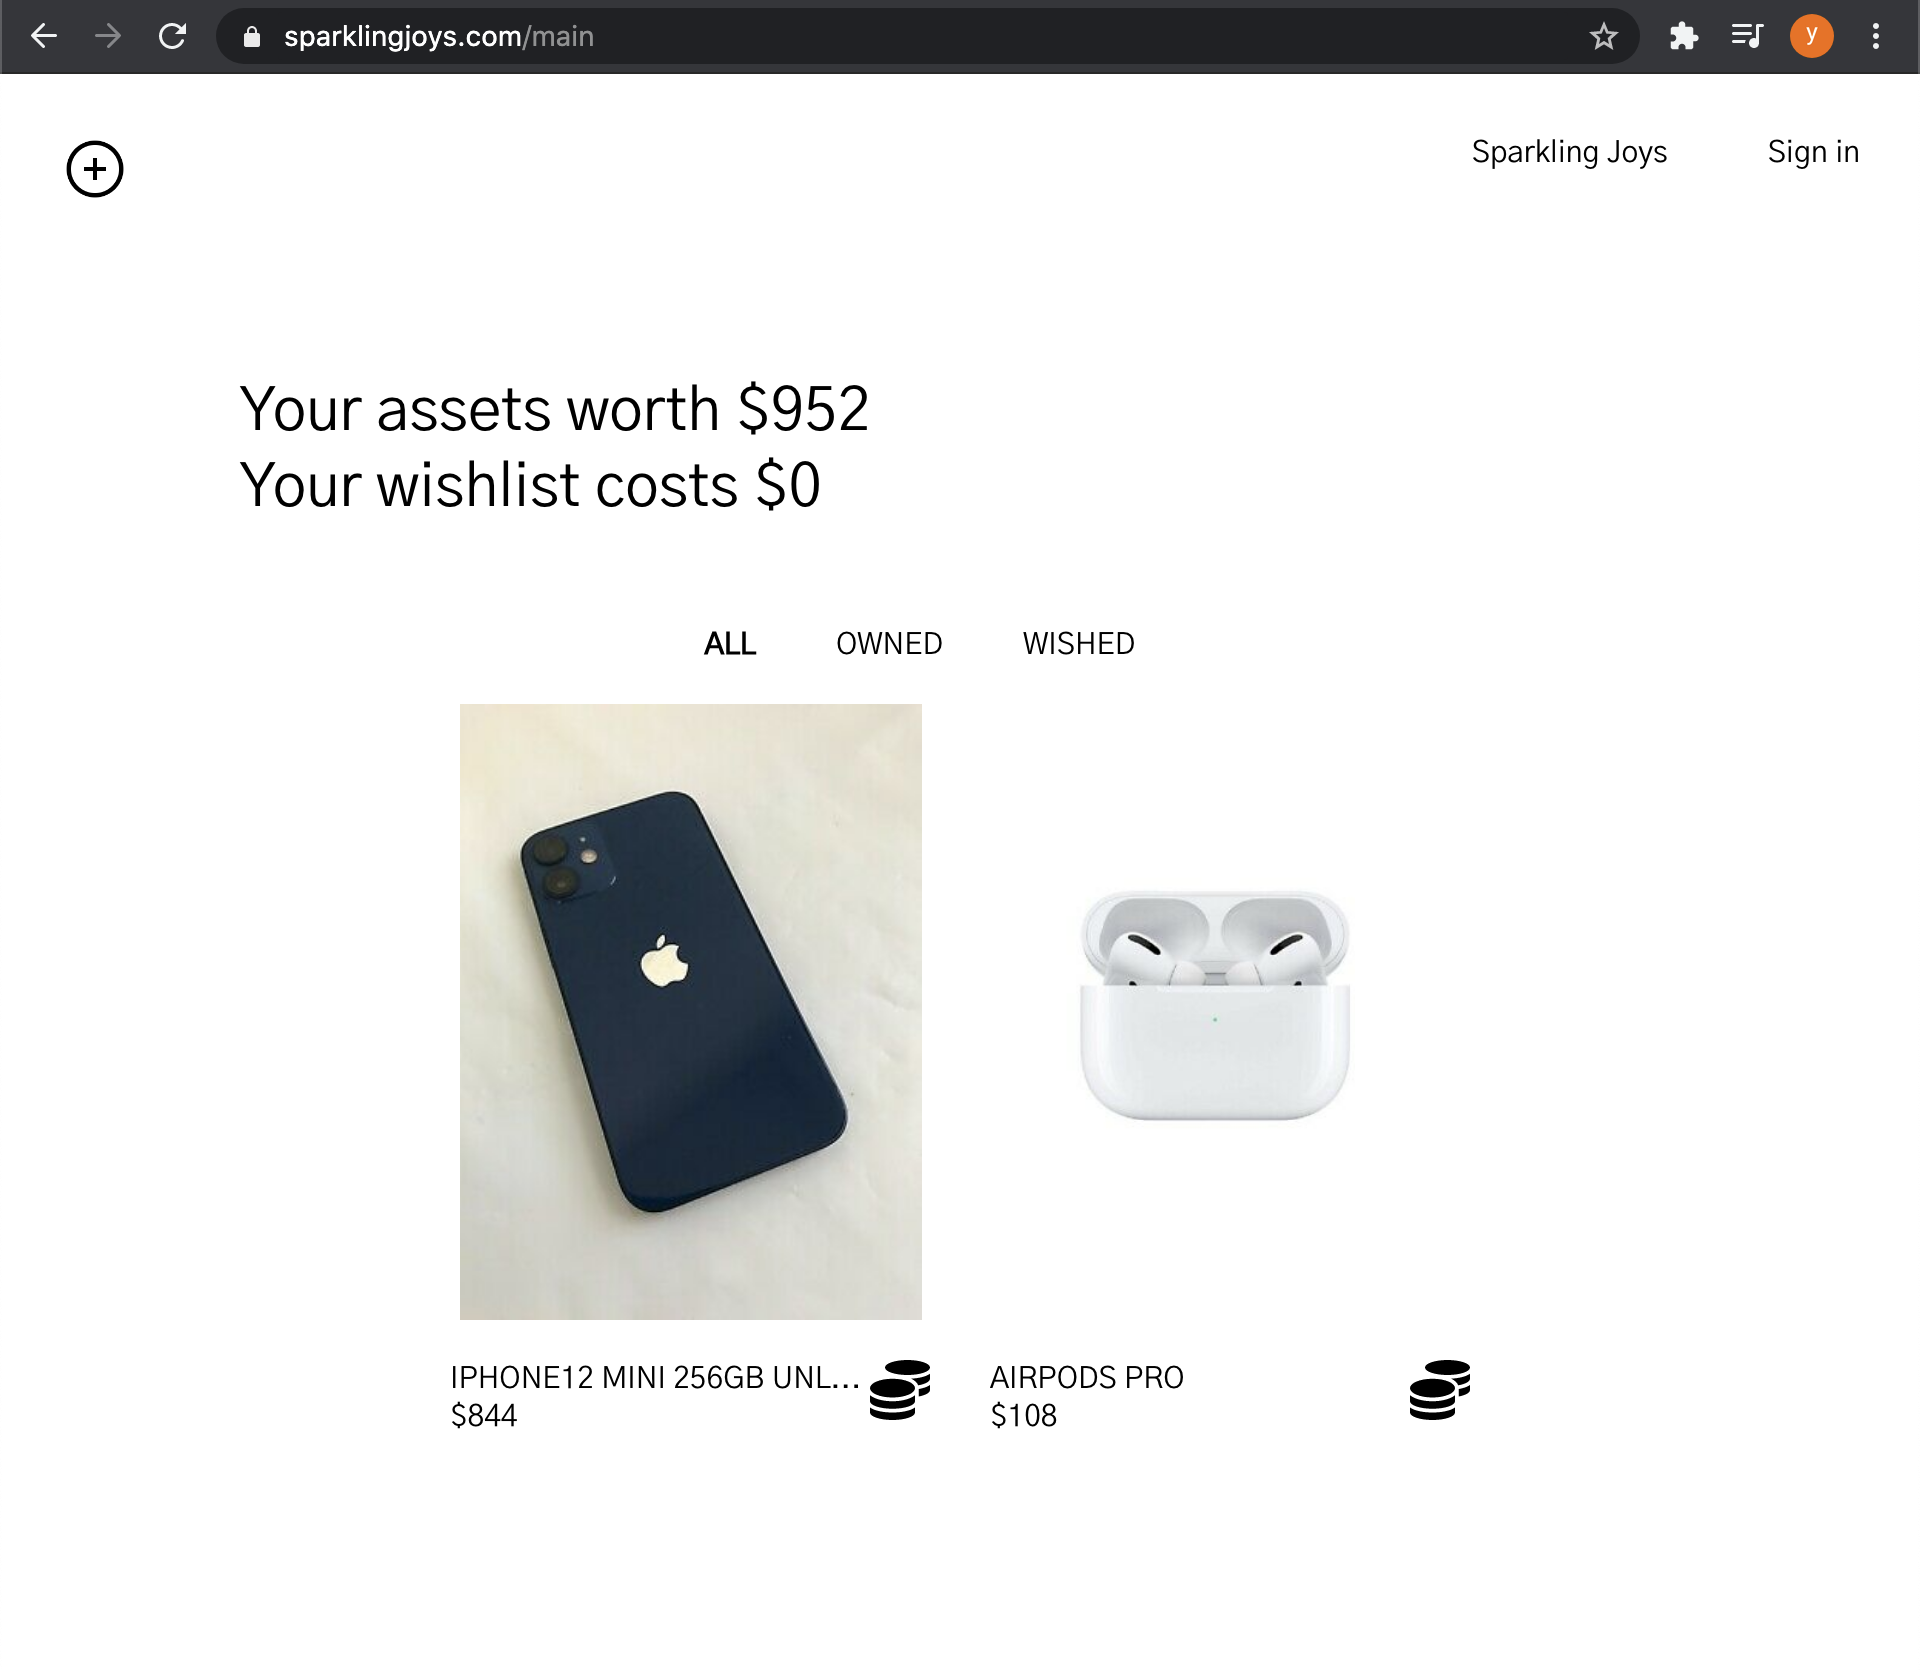 sparklingjoys.com/main
y
Sparkling Joys
Sign in
Your assets worth $952
Your wishlist costs $0
ALL
OWNED
WISHED
IPHONE12 MINI 256GB UNL...
$844
AIRPODS PRO
$108